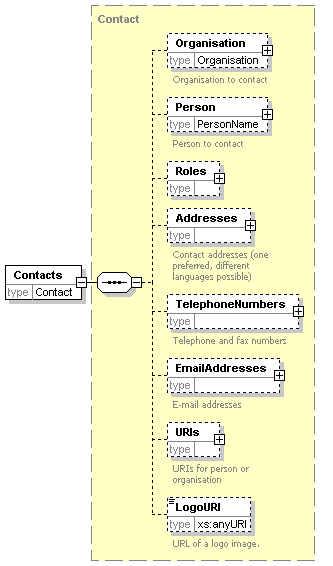 Contact
Organisation
type Organisation
Organisation to contact
Person
type PersonName
Person to contact
Roles
type
Addresses
type
Contact addresses (one
preferred, different
languages possible)
Contacts
type Contact
TelephoneNumbers
type
Telephone and fax numbers
EmailAddresses
type
E-mail addresses
URIs
type
URIs for person or
organisation
LogoURI
type xs:anyURI
URL of a logo image.